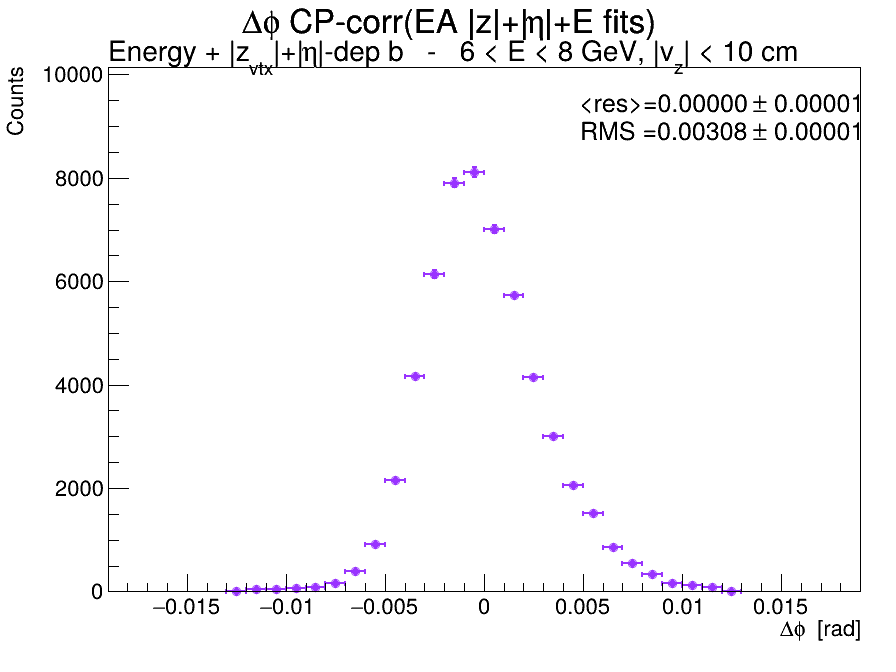 Δϕ CP-corr(EA |z|+|η|+E fits)
Energy + |z_vtx|+|η|-dep b - 6 < E < 8 GeV, |v_z| < 10 cm
<res>=0.00000 ± 0.00001
RMS =0.00308 ± 0.00001
Counts
10000
8000
6000
4000
2000
0
−0.015 −0.01 −0.005 0 0.005 0.01 0.015
Δϕ [rad]